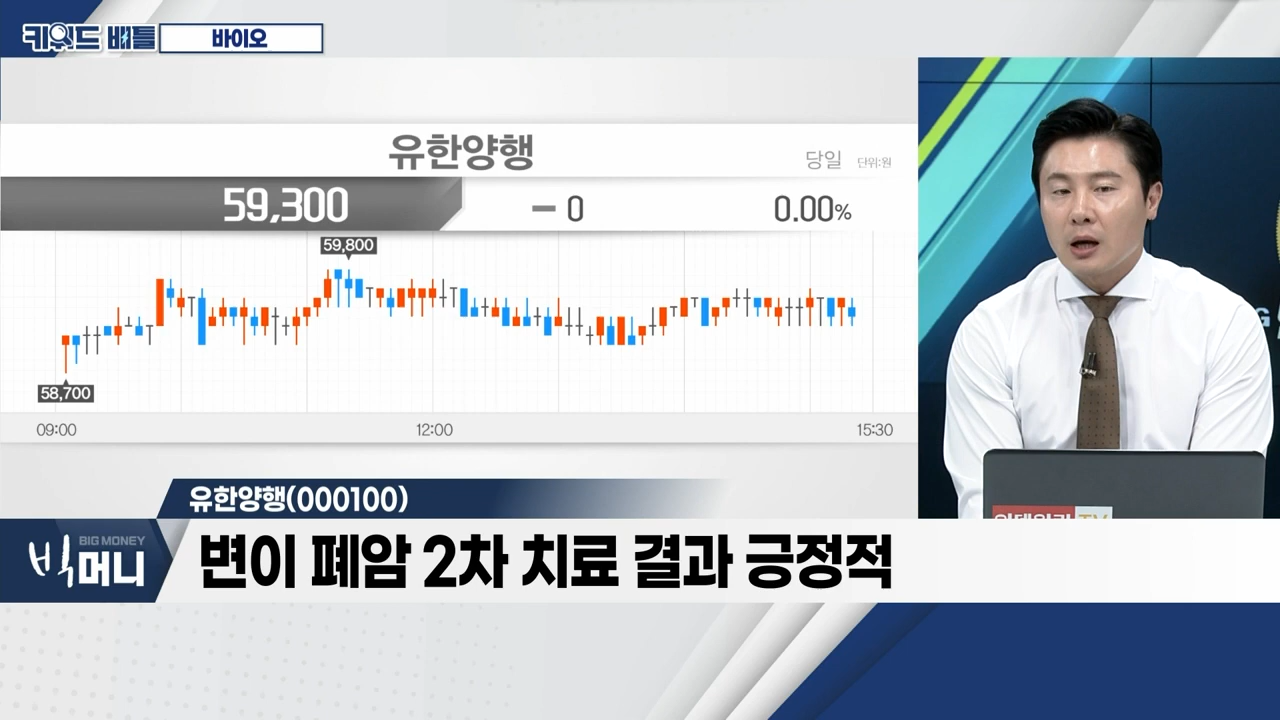 키워드 배틀
바이오
유한양행
당일 단위:원
59,300
0
0.00%
59,800
58,700
09:00
12:00
15:30
유한양행(000100)
BIG MONEY
빅머니
변이 폐암 2차 치료 결과 긍정적